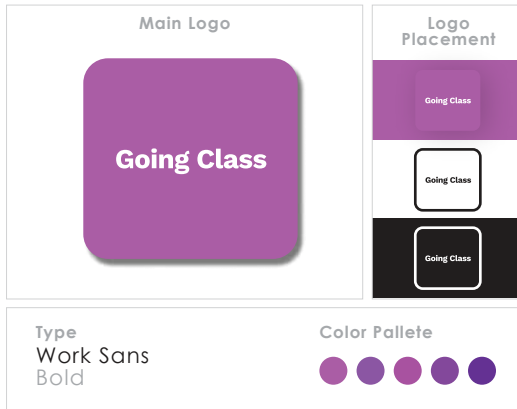 Main Logo
Going Class
Logo
Placement
Going Class
Going Class
Going Class
Type
Work Sans
Bold
Color Pallete